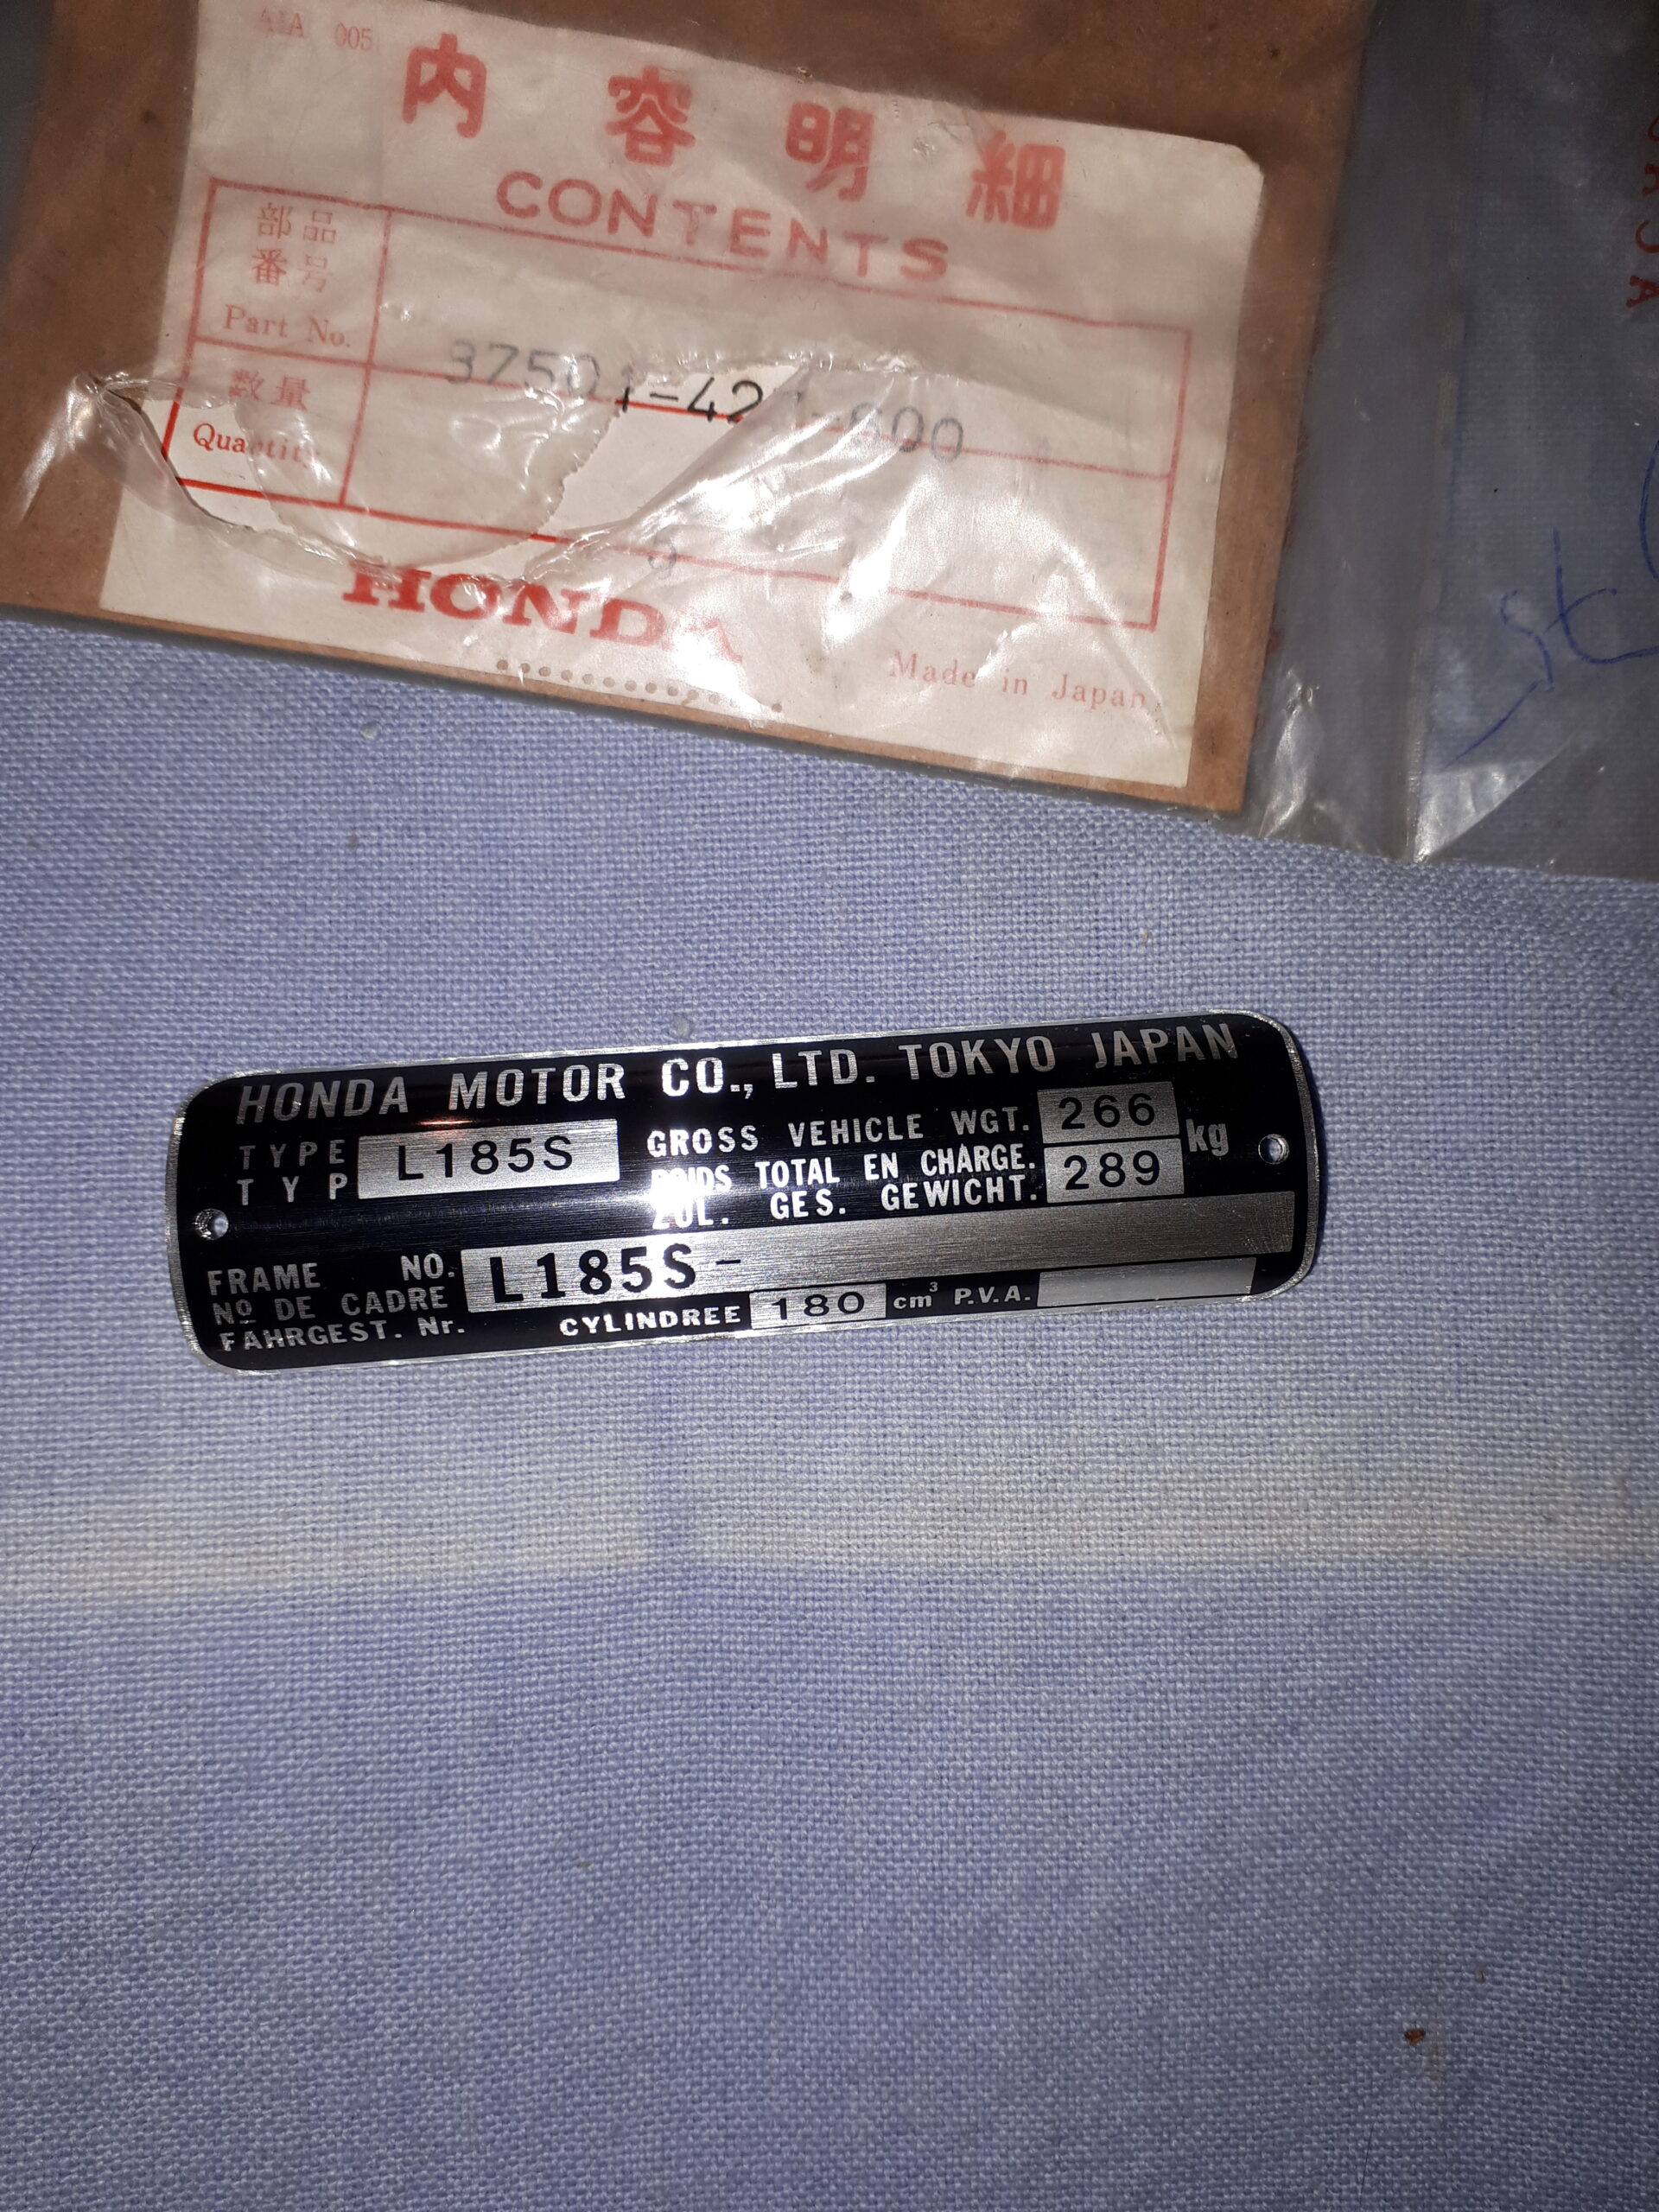 005
内容明細
CONTENTS
部品
番号
Part No.
数量
Quantity
HONDA
Made in Japan
HONDA MOTOR CO., LTD. TOKYO JAPAN
TYPE
TYP
L185S
GROSS VEHICLE WGT. 266
POIDS TOTAL EN CHARGE.
ZUL. GES. GEWICHT. 289
kg
FRAME NO.
Nº DE CADRE
FAHRGEST. Nr.
L185S-
CYLINDREE 180 cm³ P.V.A.